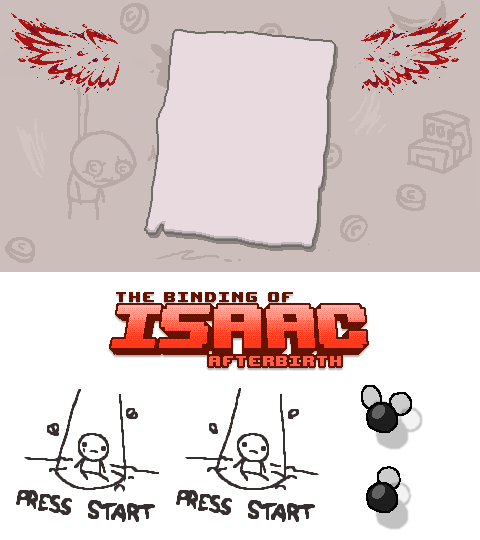 THE BINDING OF
ISAAC
AFTERBIRTH
PRESS START
PRESS START